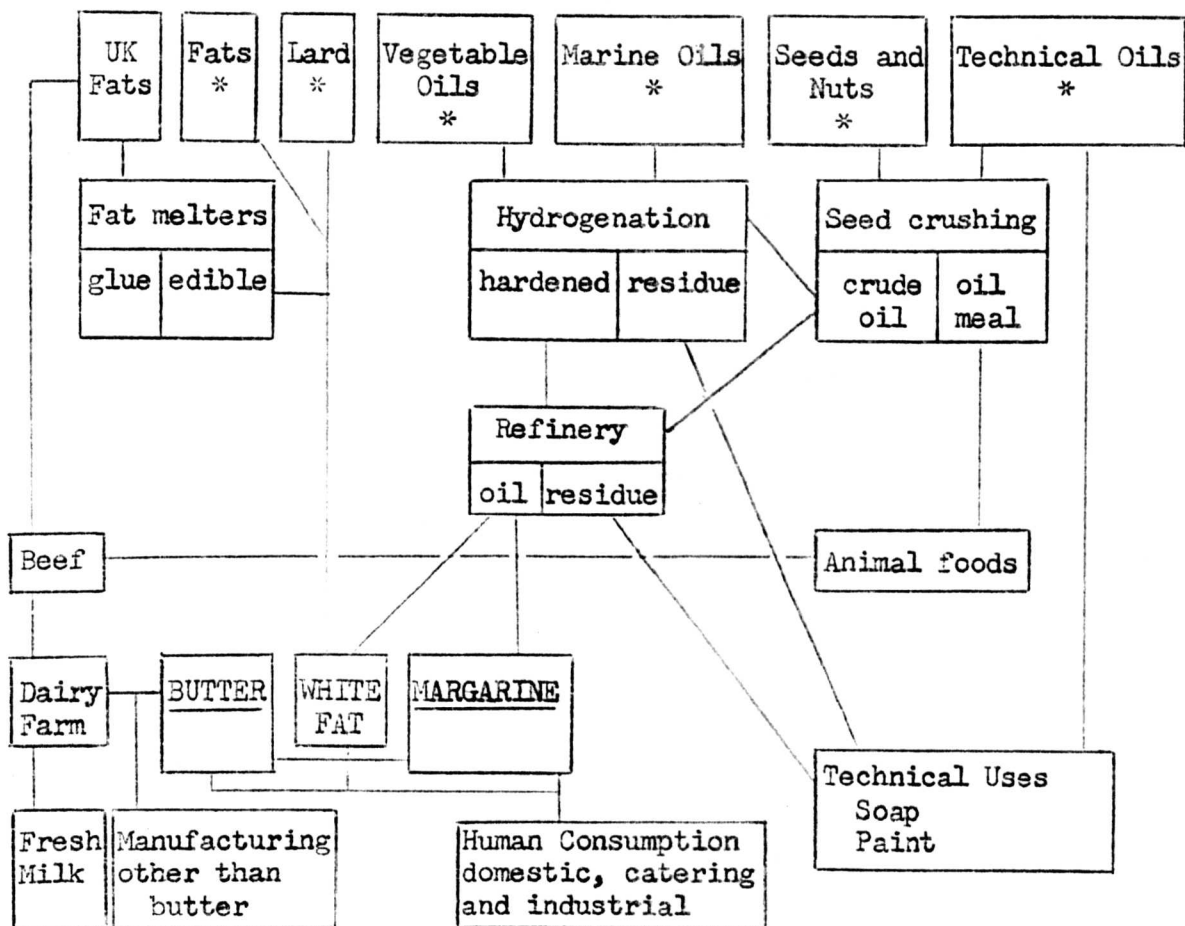 UK
Fats
Fats
*
Lard
*
Vegetable
Oils
*
Marine Oils
*
Seeds and
Nuts
*
Technical Oils
*
Fat melters
glue
edible
Hydrogenation
hardened
residue
Seed crushing
crude
oil
oil
meal
Refinery
oil
residue
Beef
Animal foods
Dairy
Farm
BUTTER
WHITE
FAT
MARGARINE
Technical Uses
Soap
Paint
Fresh
Milk
Manufacturing
other than
butter
Human Consumption
domestic, catering
and industrial